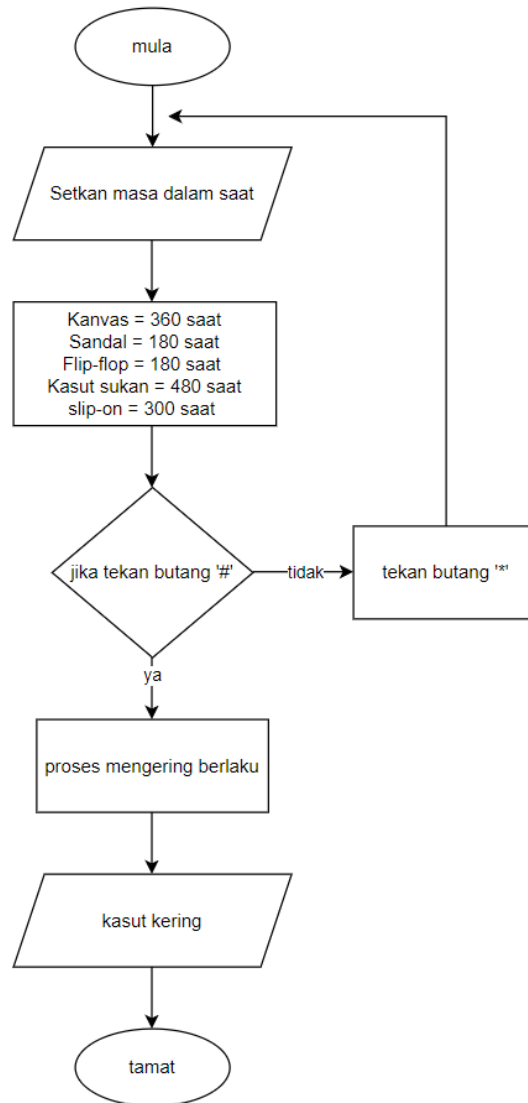 mula
Setkan masa dalam saat
Kanvas = 360 saat
Sandal = 180 saat
Flip-flop = 180 saat
Kasut sukan = 480 saat
slip-on = 300 saat
jika tekan butang '#'
tidak
tekan butang '*'
ya
proses mengering berlaku
kasut kering
tamat